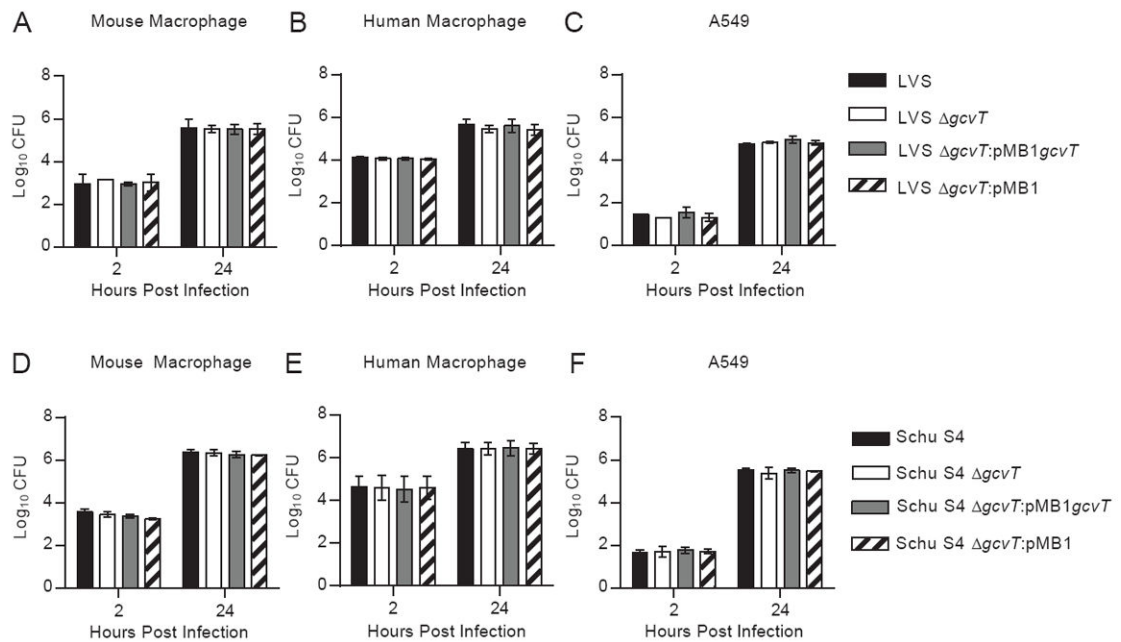 A
Mouse Macrophage
Log10 CFU
8
6
4
2
0
2
24
Hours Post Infection
B
Human Macrophage
Log10 CFU
8
6
4
2
0
2
24
Hours Post Infection
C
A549
Log10 CFU
8
6
4
2
0
2
24
Hours Post Infection
LVS
LVS ΔgcvT
LVS ΔgcvT:pMB1gcvT
LVS ΔgcvT:pMB1
D
Mouse Macrophage
Log10 CFU
8
6
4
2
0
2
24
Hours Post Infection
E
Human Macrophage
Log10 CFU
8
6
4
2
0
2
24
Hours Post Infection
F
A549
Log10 CFU
8
6
4
2
0
2
24
Hours Post Infection
Schu S4
Schu S4 ΔgcvT
Schu S4 ΔgcvT:pMB1gcvT
Schu S4 ΔgcvT:pMB1